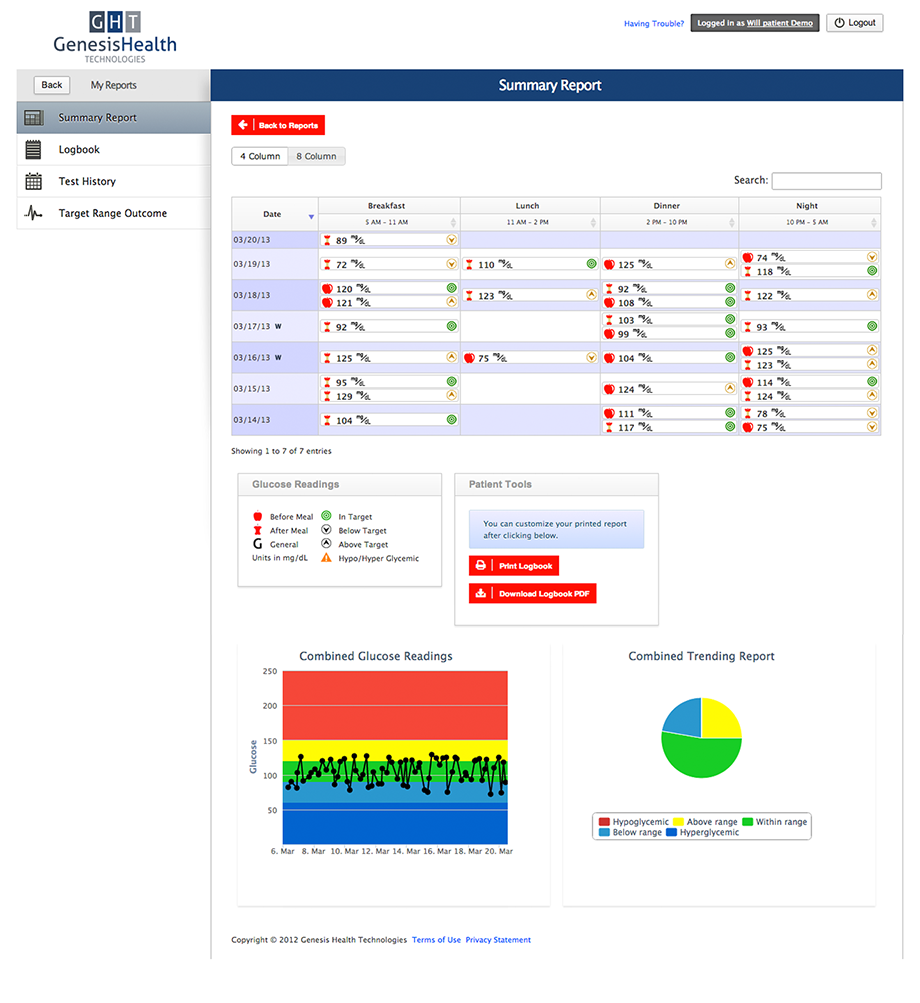 GHT
GenesisHealth
TECHNOLOGIES
Having Trouble? Logged in as Will patient Demo Logout
Back My Reports
Summary Report
Summary Report
Logbook
Test History
Target Range Outcome
Back to Reports
4 Column 8 Column
Search:
Date Breakfast Lunch Dinner Night
5 AM – 11 AM 11 AM – 2 PM 2 PM – 10 PM 10 PM – 5 AM
03/20/13 89 mg/dL
03/19/13 72 mg/dL 110 mg/dL 125 mg/dL 74 mg/dL
118 mg/dL
03/18/13 120 mg/dL 123 mg/dL 92 mg/dL 122 mg/dL
121 mg/dL 108 mg/dL
03/17/13 W 92 mg/dL 103 mg/dL 93 mg/dL
99 mg/dL
03/16/13 W 125 mg/dL 75 mg/dL 104 mg/dL 125 mg/dL
123 mg/dL
03/15/13 95 mg/dL 124 mg/dL 114 mg/dL
129 mg/dL 124 mg/dL
03/14/13 104 mg/dL 111 mg/dL 78 mg/dL
117 mg/dL 75 mg/dL
Showing 1 to 7 of 7 entries
Glucose Readings
Before Meal In Target
After Meal Below Target
G General Above Target
Units in mg/dL Hypo/Hyper Glycemic
Patient Tools
You can customize your printed report
after clicking below.
Print Logbook
Download Logbook PDF
Combined Glucose Readings
250
200
150
100
50
Glucose
6. Mar 8. Mar 10. Mar 12. Mar 14. Mar 16. Mar 18. Mar 20. Mar
Combined Trending Report
Hypoglycemic Above range Within range
Below range Hyperglycemic
Copyright © 2012 Genesis Health Technologies Terms of Use Privacy Statement